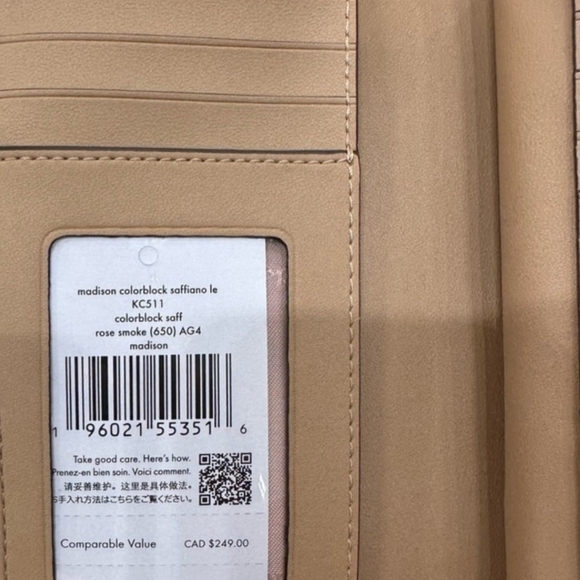 madison colorblock saffiano le
KC511
colorblock saff
rose smoke (650) AG4
madison
1 96021 55351 6
Take good care. Here's how.
Prenez-en bien soin. Voici comment.
请妥善维护。这里是具体做法。
お手入れ方法はこちらをご覧ください。
Comparable Value CAD $249.00